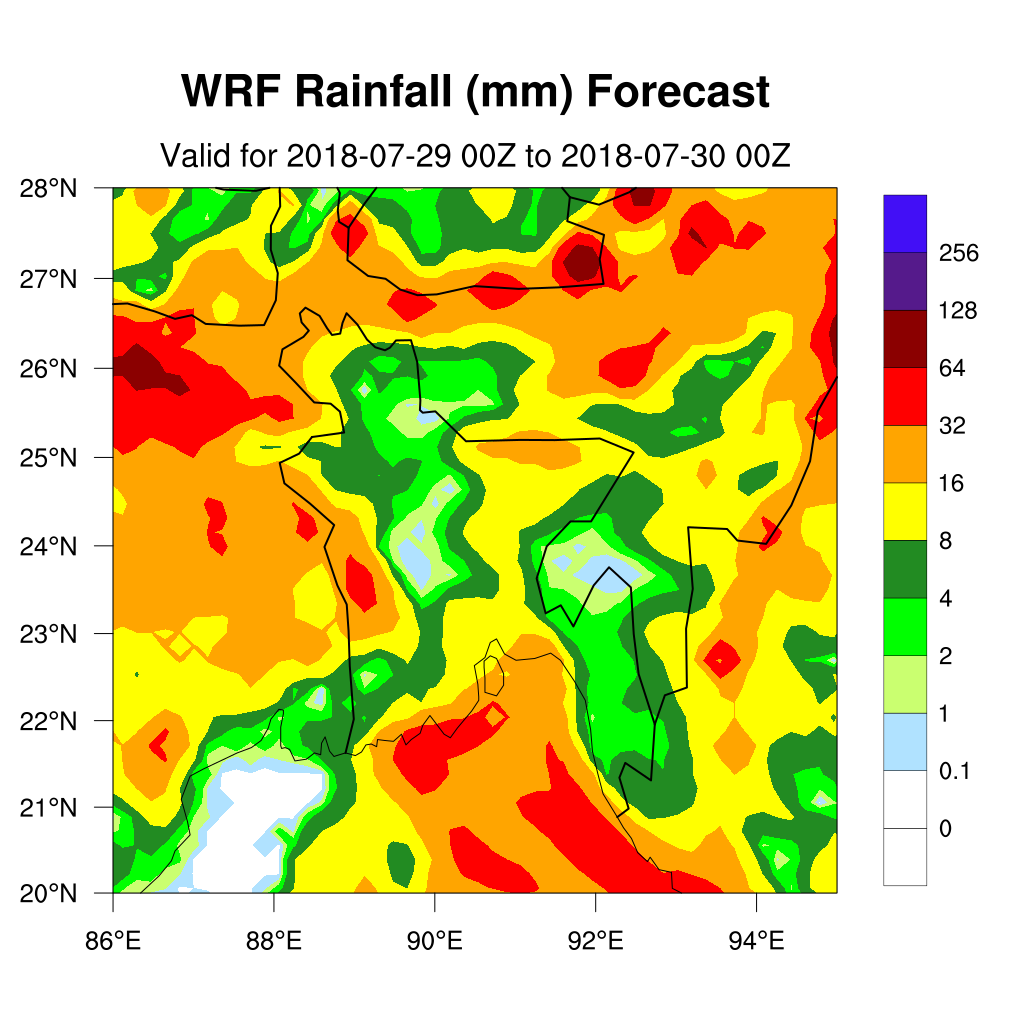 WRF Rainfall (mm) Forecast
Valid for 2018-07-29 00Z to 2018-07-30 00Z
28°N
27°N
26°N
25°N
24°N
23°N
22°N
21°N
20°N
86°E 88°E 90°E 92°E 94°E
256
128
64
32
16
8
4
2
1
0.1
0